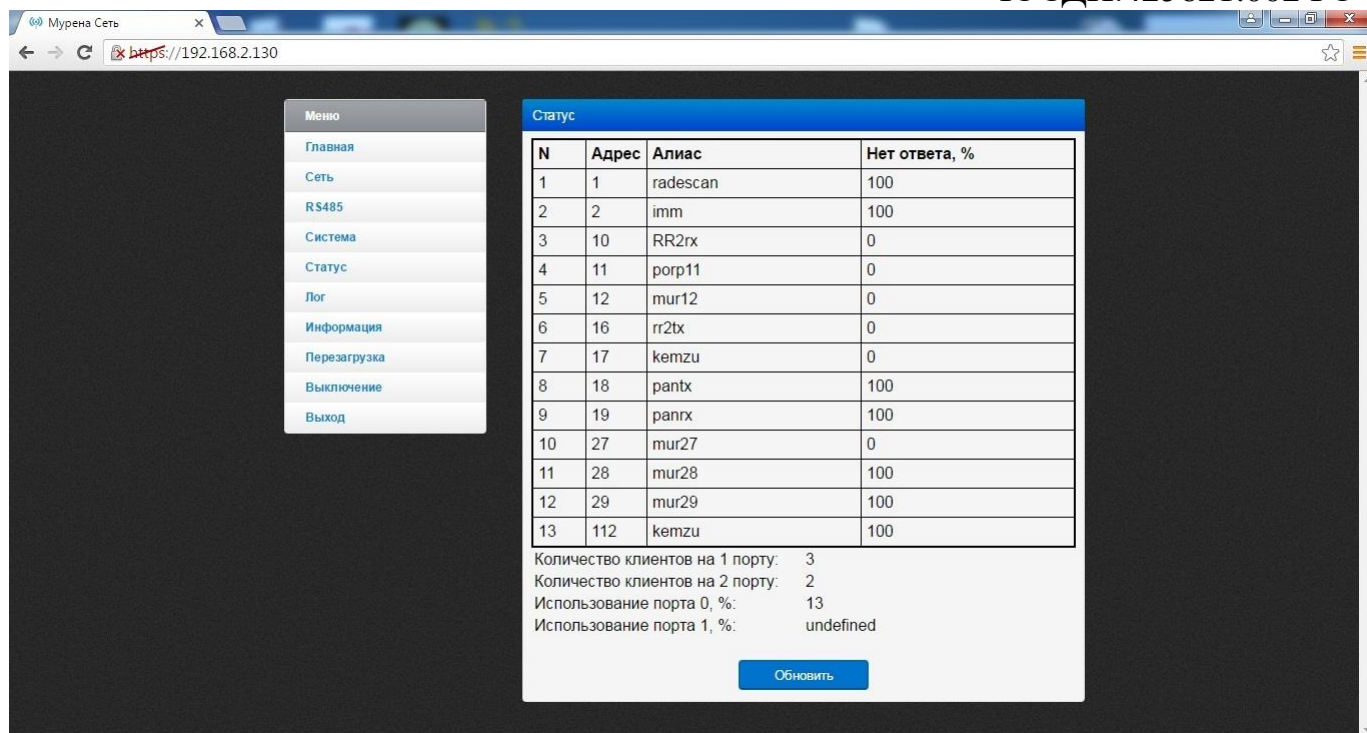 Мурена Сеть
https://192.168.2.130
Меню
Главная
Сеть
RS485
Система
Статус
Лог
Информация
Перезагрузка
Выключение
Выход
Статус
N Адрес Алиас Нет ответа, %
1 1 radescan 100
2 2 imm 100
3 10 RR2rx 0
4 11 porp11 0
5 12 mur12 0
6 16 rr2tx 0
7 17 kemzu 0
8 18 pantx 100
9 19 panrx 100
10 27 mur27 0
11 28 mur28 100
12 29 mur29 100
13 112 kemzu 100
Количество клиентов на 1 порту: 3
Количество клиентов на 2 порту: 2
Использование порта 0, %: 13
Использование порта 1, %: undefined
Обновить